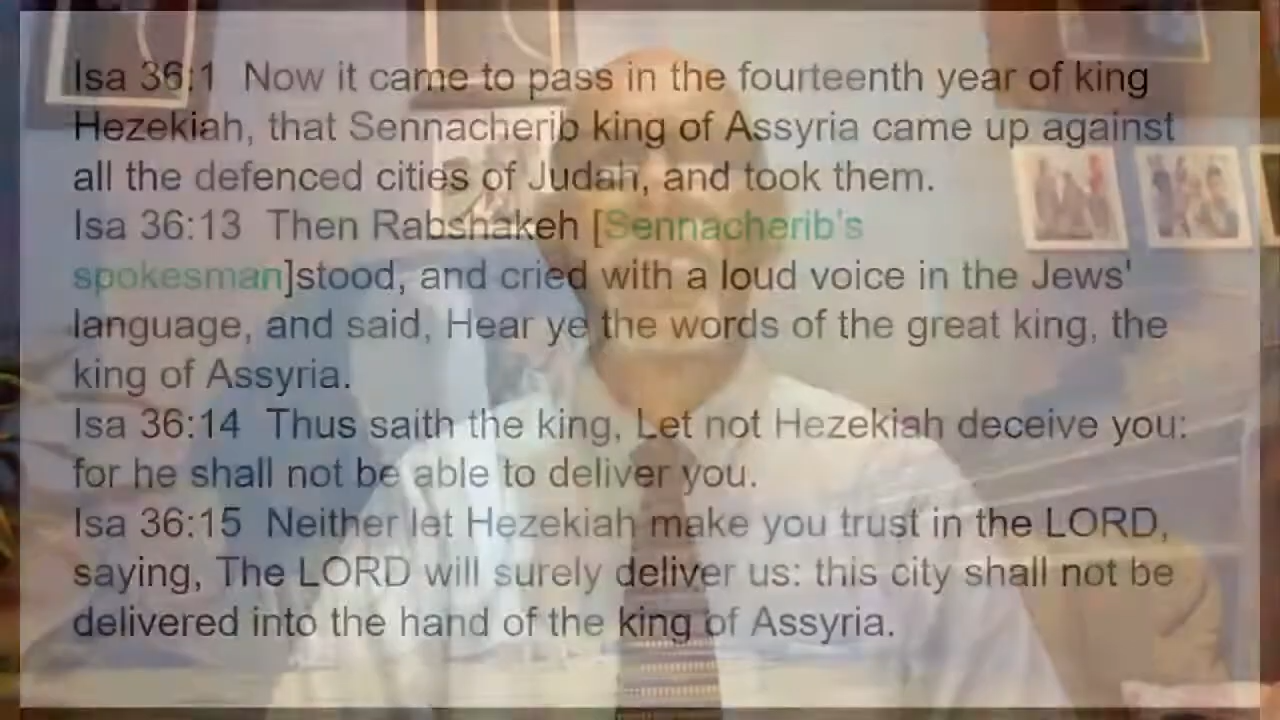 Isa 36:1  Now it came to pass in the fourteenth year of king
Hezekiah, that Sennacherib king of Assyria came up against
all the defenced cities of Judah, and took them.
Isa 36:13  Then Rabshakeh [Sennacherib's
spokesman]stood, and cried with a loud voice in the Jews'
language, and said, Hear ye the words of the great king, the
king of Assyria.
Isa 36:14  Thus saith the king, Let not Hezekiah deceive you:
for he shall not be able to deliver you.
Isa 36:15  Neither let Hezekiah make you trust in the LORD,
saying, The LORD will surely deliver us: this city shall not be
delivered into the hand of the king of Assyria.